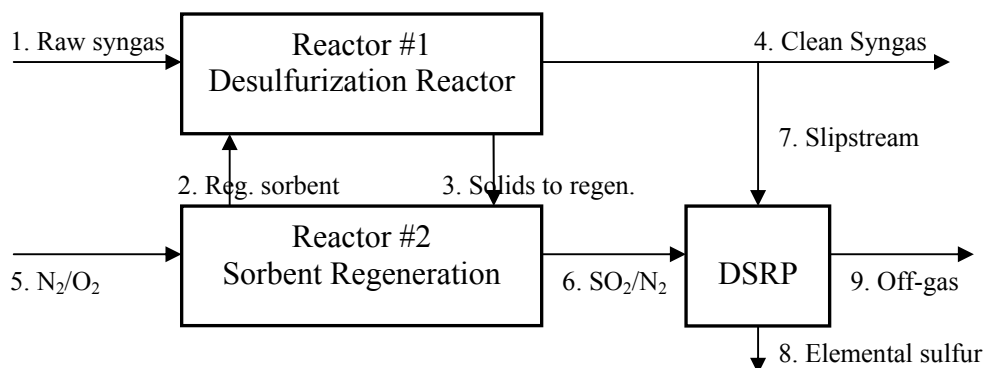 1. Raw syngas
Reactor #1
Desulfurization Reactor
4. Clean Syngas
7. Slipstream
2. Reg. sorbent
3. Solids to regen.
5. N₂/O₂
Reactor #2
Sorbent Regeneration
6. SO₂/N₂
DSRP
9. Off-gas
8. Elemental sulfur